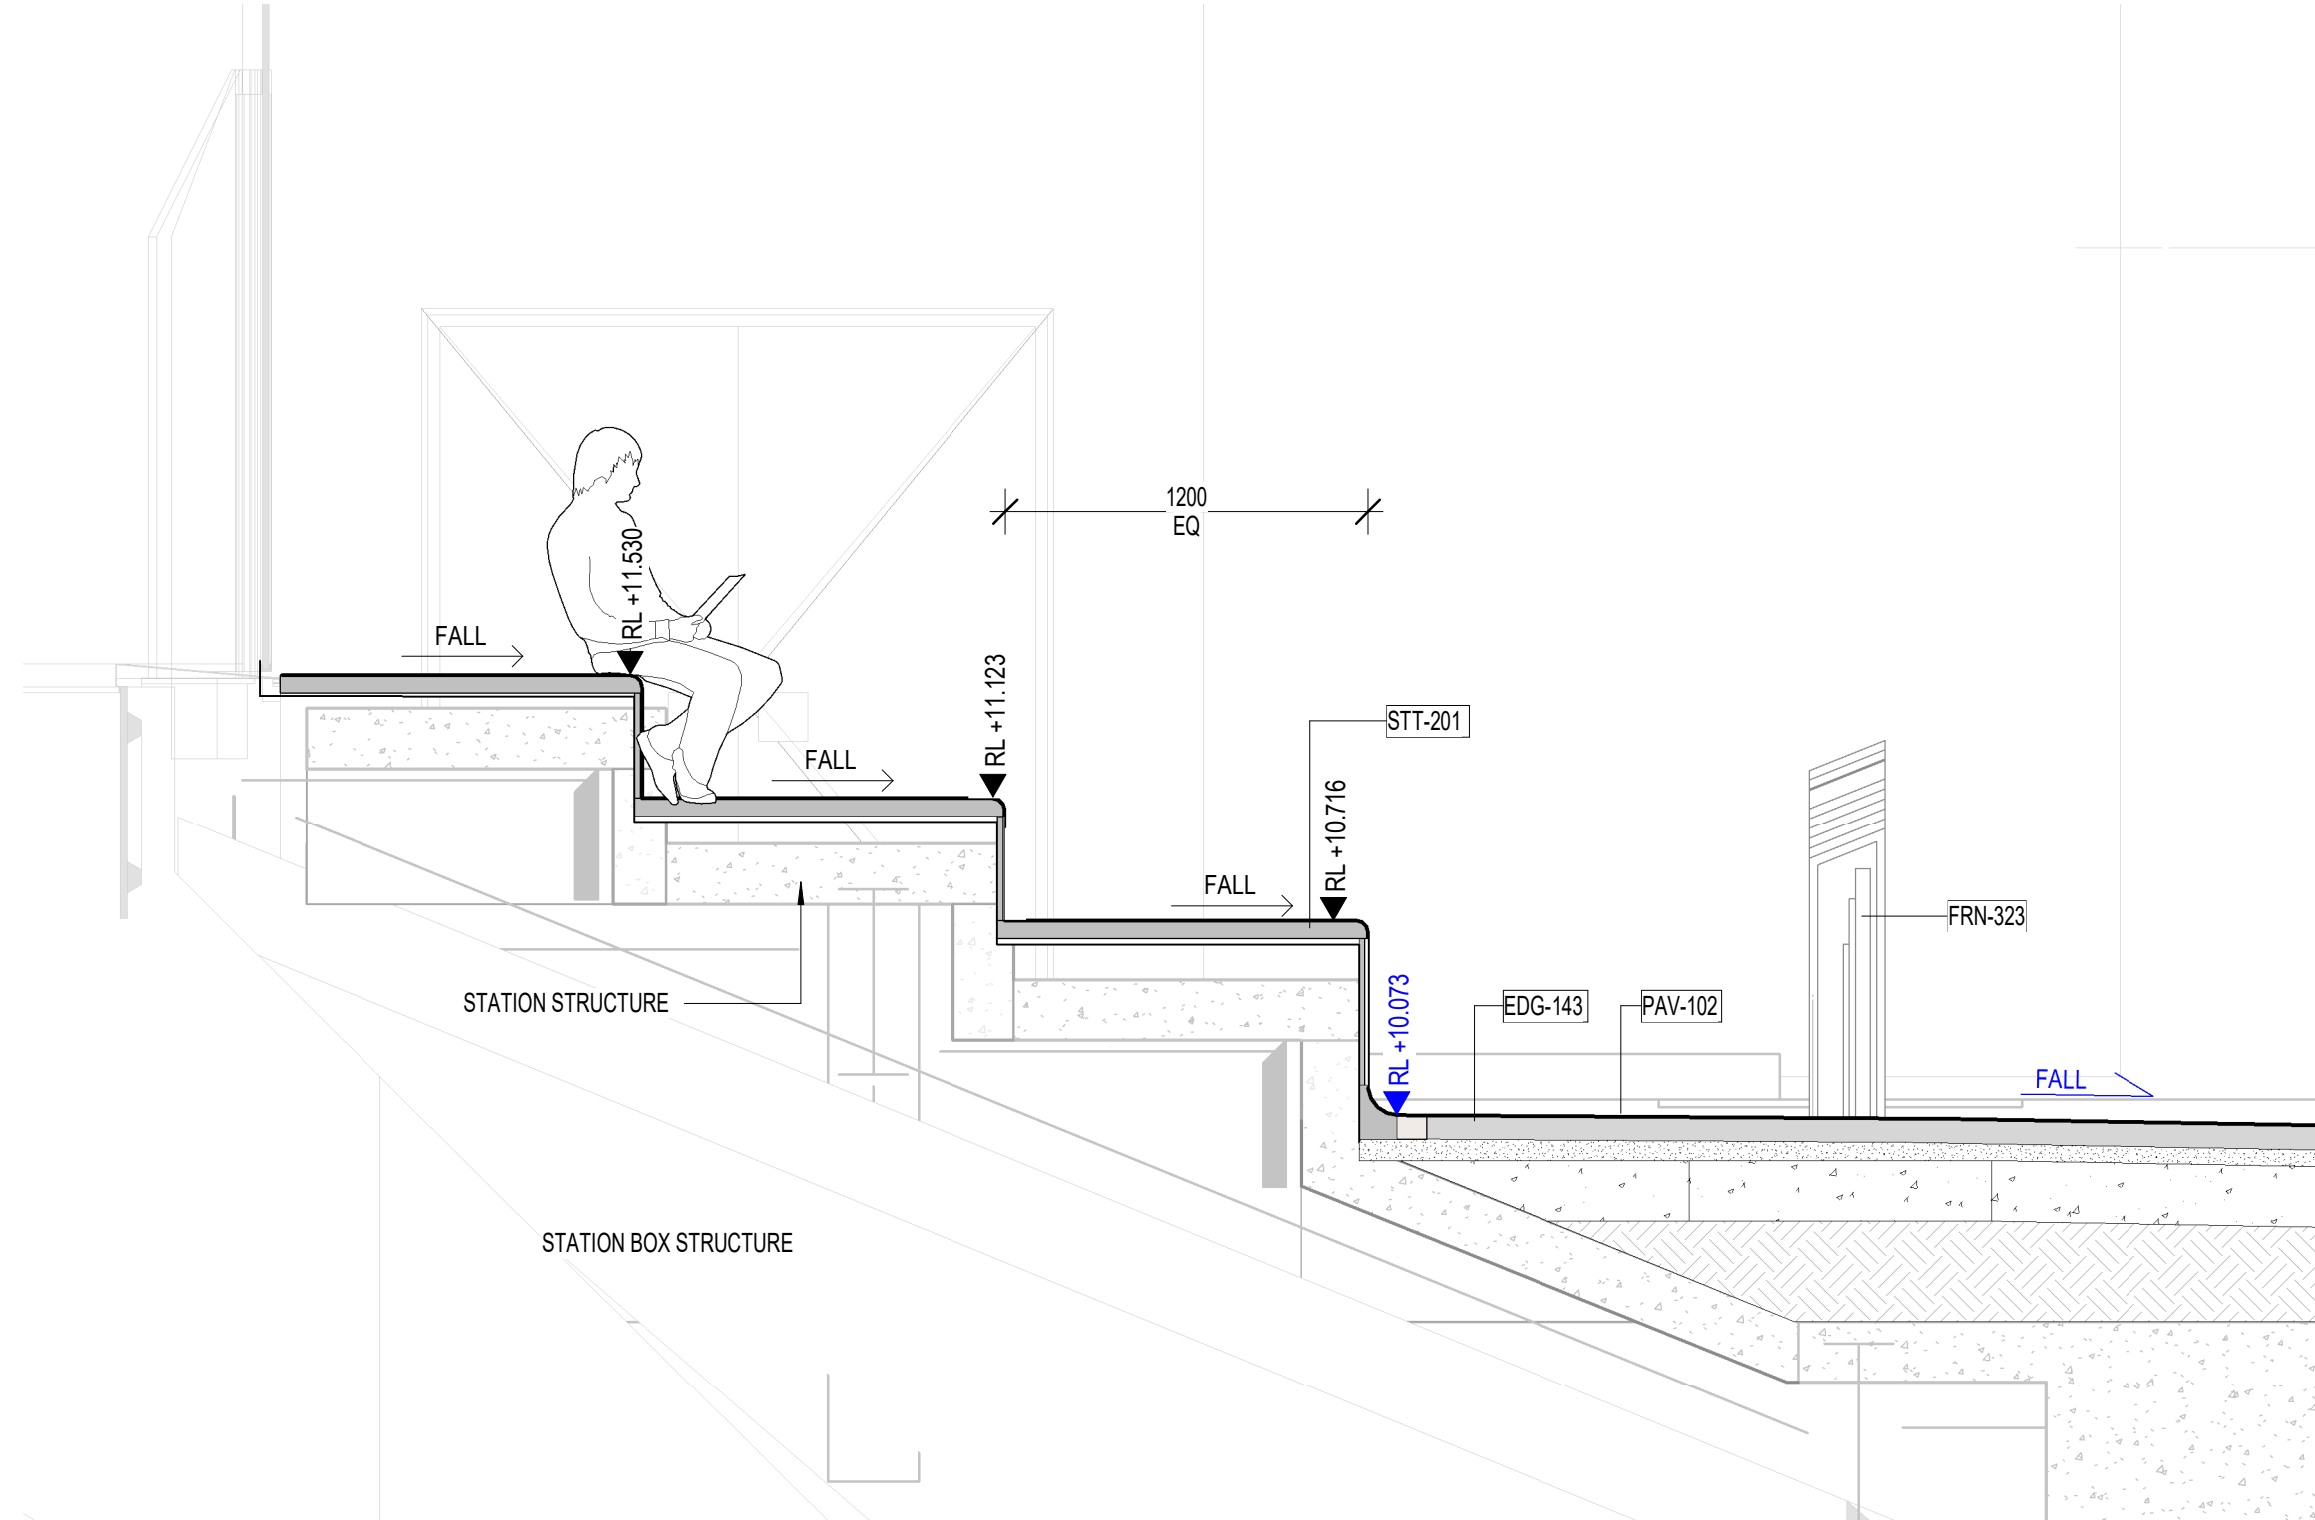 1200
EQ
RL +11.530
FALL
RL +11.123
STT-201
FALL
RL +10.716
FALL
FRN-323
STATION STRUCTURE
RL +10.073
EDG-143
PAV-102
FALL
STATION BOX STRUCTURE